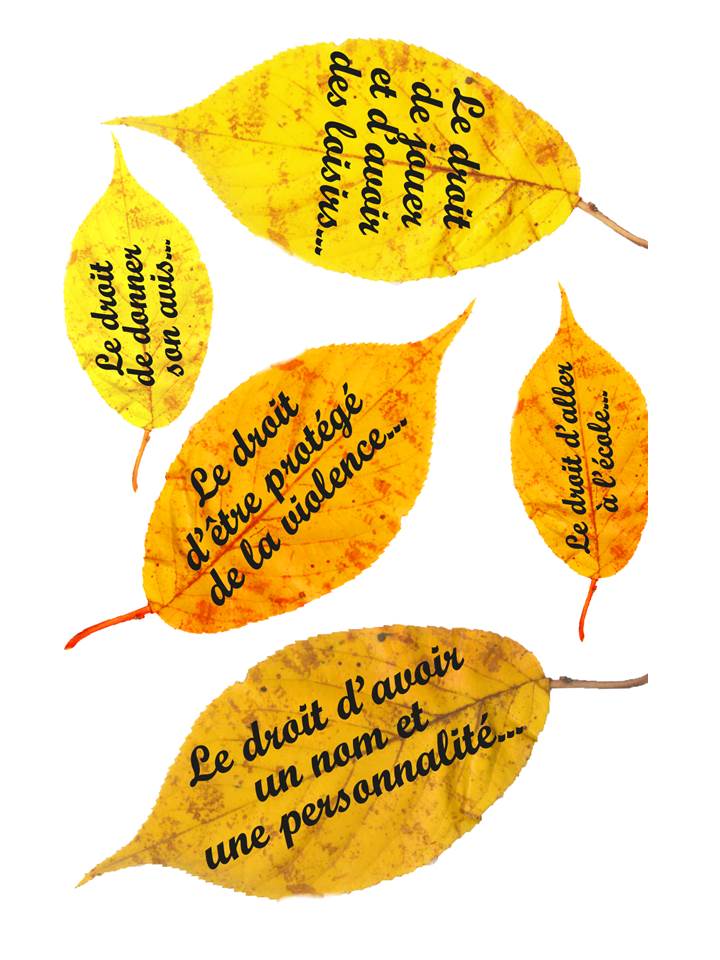 Le droit
de jouer
et d'avoir
des loisirs...
Le droit
de donner
son avis...
Le droit
d'être protégé
de la violence...
Le droit d'aller
à l'école...
Le droit d'avoir
un nom et
une personnalité...